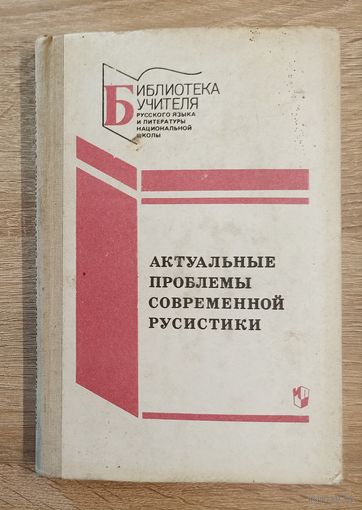 БИБЛИОТЕКА
УЧИТЕЛЯ
РУССКОГО ЯЗЫКА
И ЛИТЕРАТУРЫ
НАЦИОНАЛЬНОЙ
ШКОЛЫ
АКТУАЛЬНЫЕ
ПРОБЛЕМЫ
СОВРЕМЕННОЙ
РУСИСТИКИ